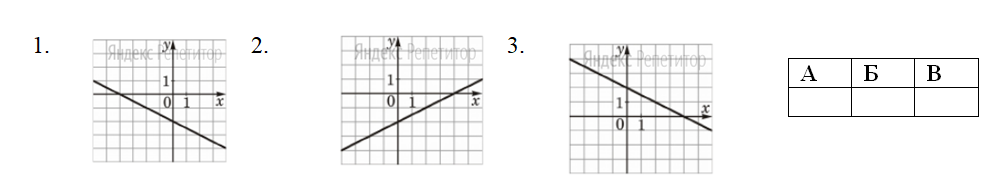 1. 2. 3.
Яндекс Репетитор Яндекс Репетитор Яндекс Репетитор
y y y
1 1 1
0 1 x 0 1 x 0 1 x
А Б В